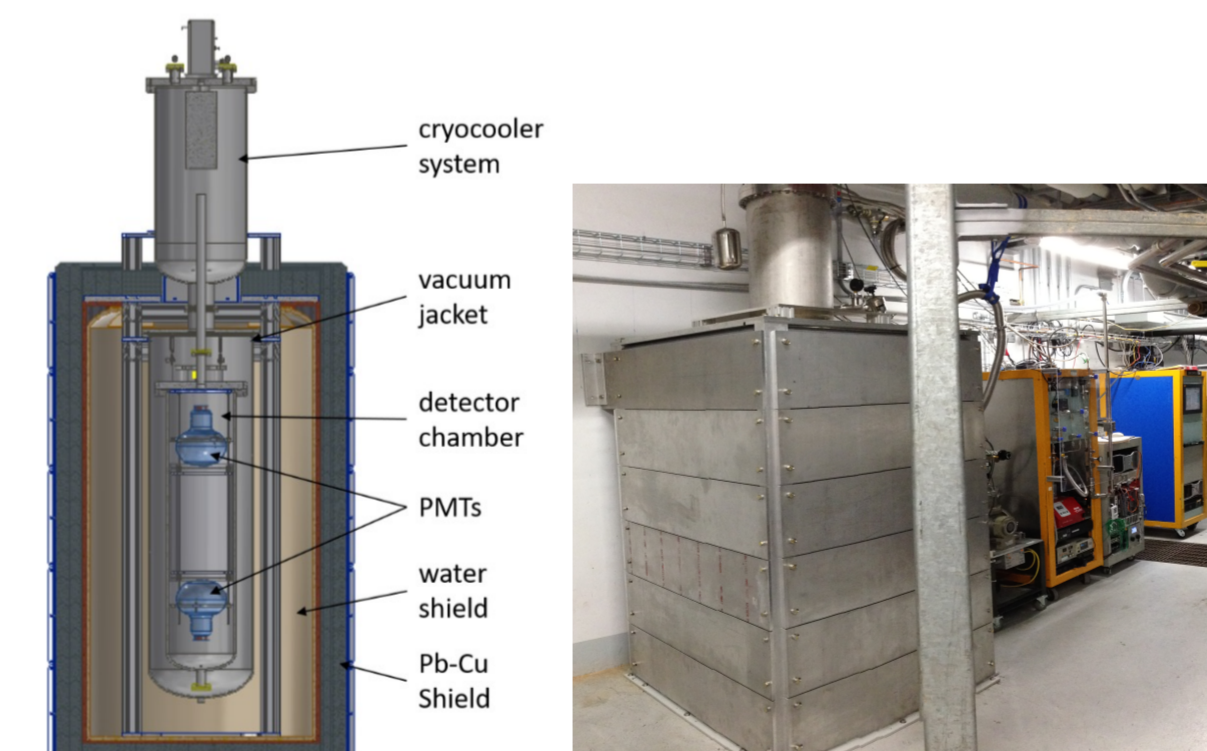 cryocooler
system
vacuum
jacket
detector
chamber
PMTs
water
shield
Pb-Cu
Shield